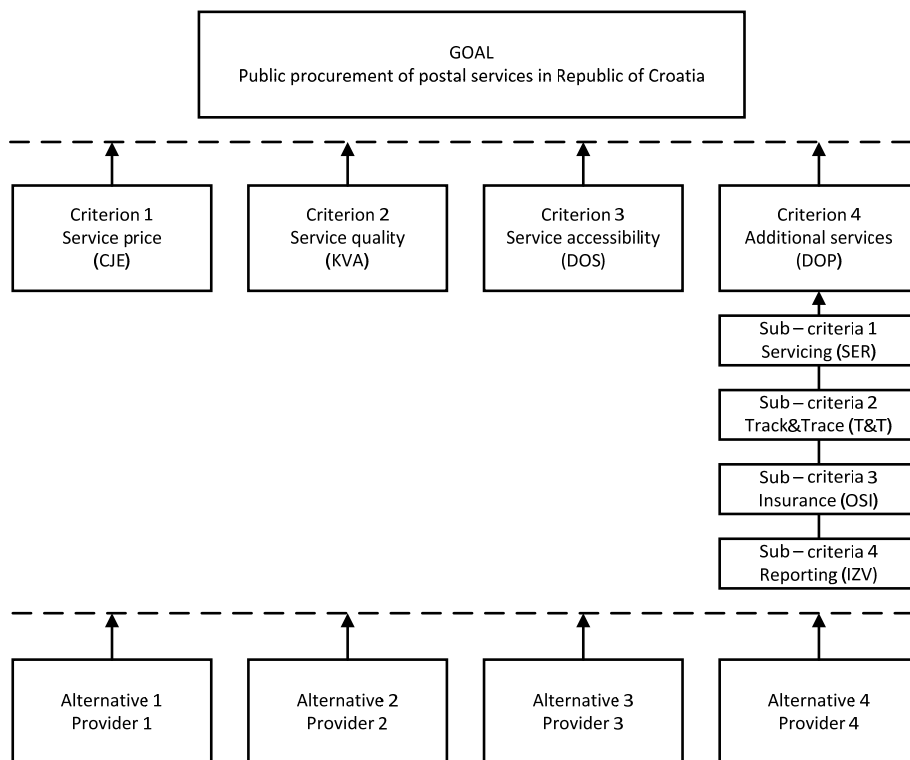 GOAL
Public procurement of postal services in Republic of Croatia
Criterion 1
Service price
(CJE)
Criterion 2
Service quality
(KVA)
Criterion 3
Service accessibility
(DOS)
Criterion 4
Additional services
(DOP)
Sub – criteria 1
Servicing (SER)
Sub – criteria 2
Track&Trace (T&T)
Sub – criteria 3
Insurance (OSI)
Sub – criteria 4
Reporting (IZV)
Alternative 1
Provider 1
Alternative 2
Provider 2
Alternative 3
Provider 3
Alternative 4
Provider 4